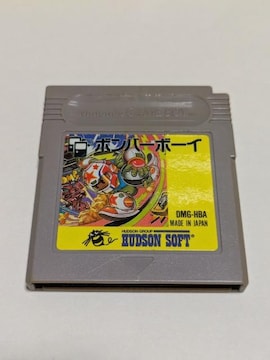 ボンバーボーイ
DMG-HBA
MADE IN JAPAN
HUDSON GROUP
HUDSON SOFT®